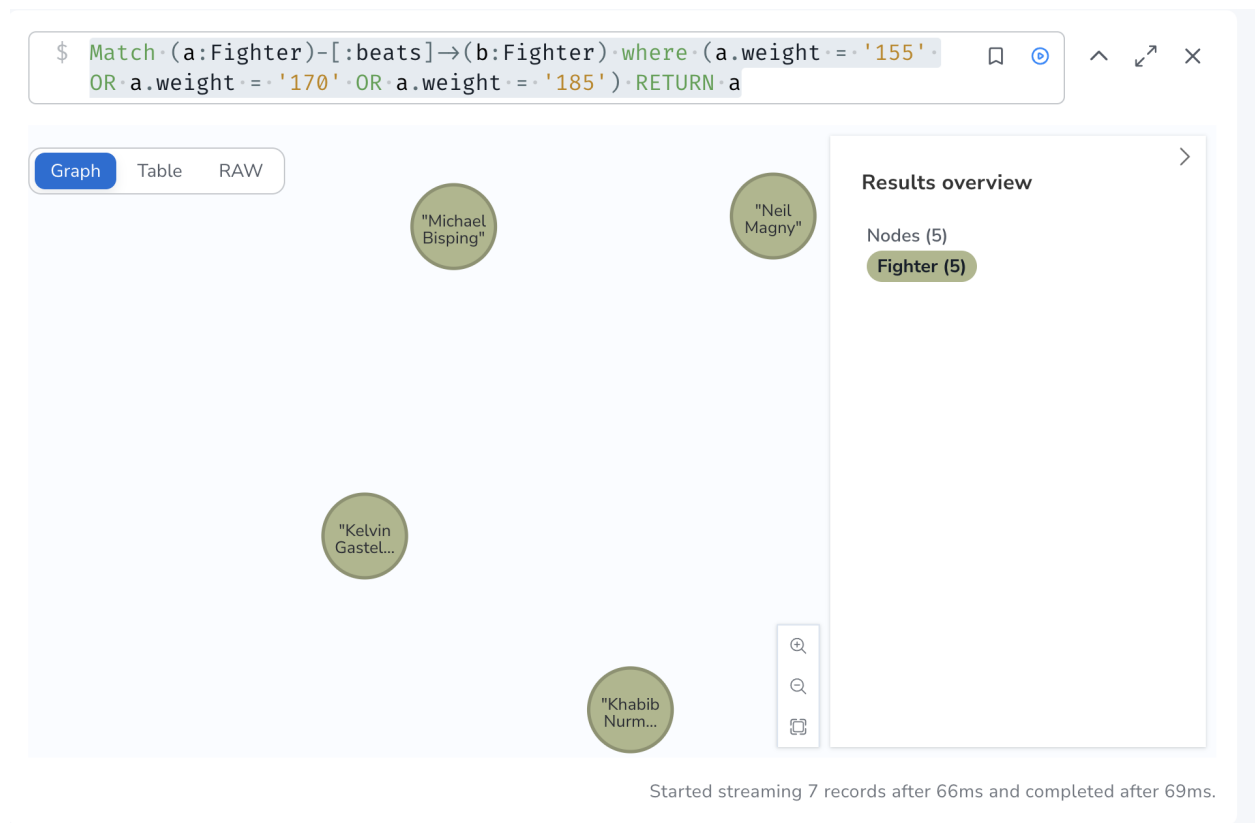 $ Match (a:Fighter)-[:beats]->(b:Fighter) where (a.weight = '155'
OR a.weight = '170' OR a.weight = '185') RETURN a
Graph Table RAW
"Michael
Bisping"
"Neil
Magny"
"Kelvin
Gastel...
"Khabib
Nurm...
Results overview
Nodes (5)
Fighter (5)
Started streaming 7 records after 66ms and completed after 69ms.